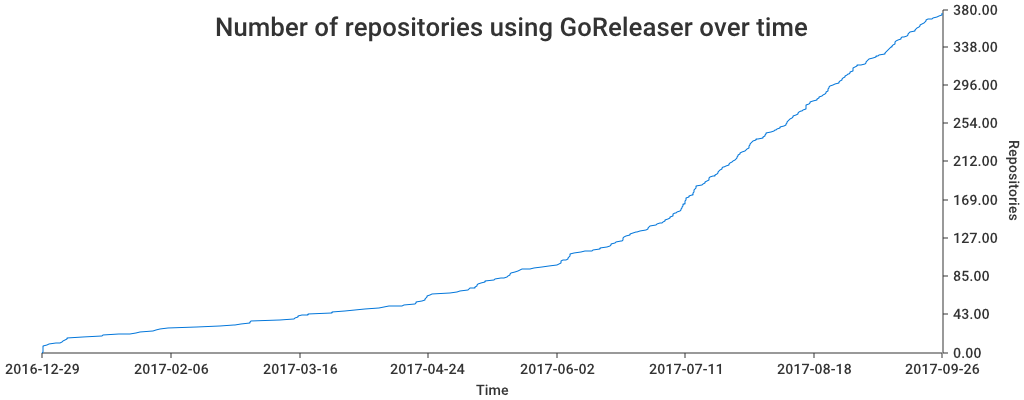 Number of repositories using GoReleaser over time
380.00
338.00
296.00
254.00
212.00
169.00
127.00
85.00
43.00
0.00
Repositories
2016-12-29 2017-02-06 2017-03-16 2017-04-24 2017-06-02 2017-07-11 2017-08-18 2017-09-26
Time